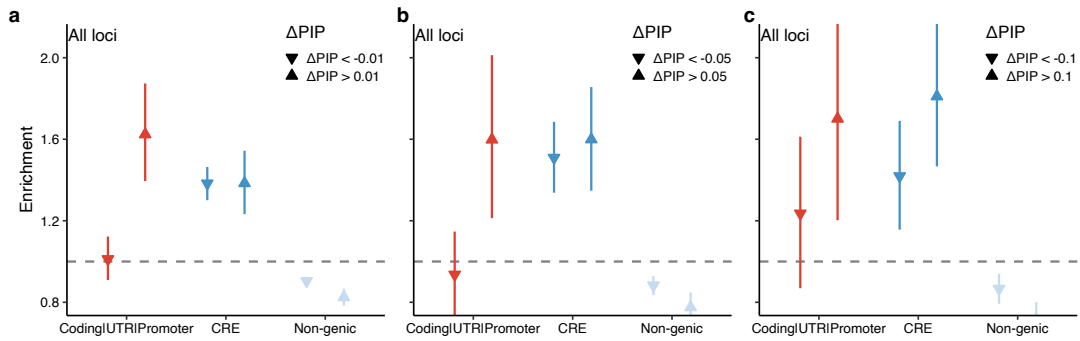 a
All loci
ΔPIP
ΔPIP < -0.01
ΔPIP > 0.01
Enrichment
2.0
1.6
1.2
0.8
Coding|UTR|Promoter
CRE
Non-genic
b
All loci
ΔPIP
ΔPIP < -0.05
ΔPIP > 0.05
Coding|UTR|Promoter
CRE
Non-genic
c
All loci
ΔPIP
ΔPIP < -0.1
ΔPIP > 0.1
Coding|UTR|Promoter
CRE
Non-genic